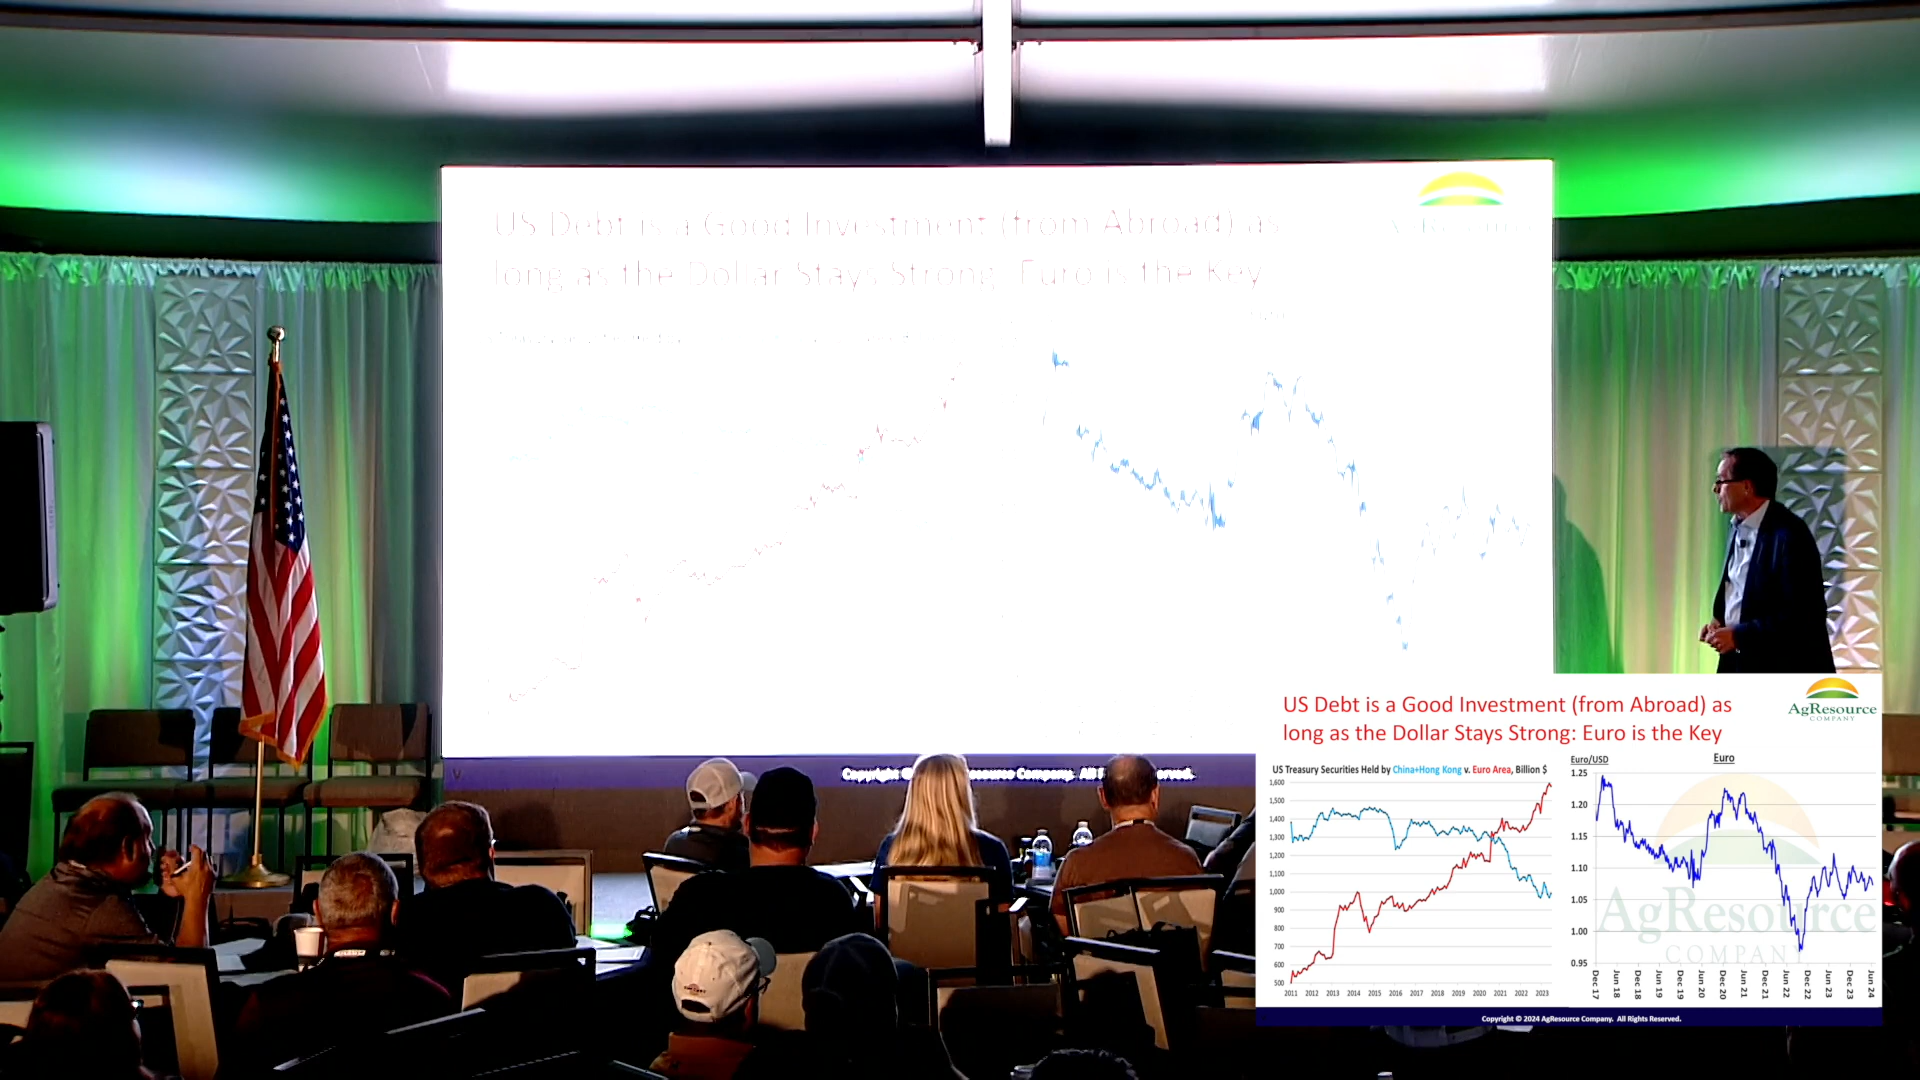 US Debt is a Good Investment (from Abroad) as
long as the Dollar Stays Strong: Euro is the Key
Copyright © resource Company. All erved.
US Debt is a Good Investment (from Abroad) as
long as the Dollar Stays Strong: Euro is the Key
AgResource
COMPANY
US Treasury Securities Held by China+Hong Kong v. Euro Area, Billion $
1,600
1,500
1,400
1,300
1,200
1,100
1,000
900
800
700
600
500
2011 2012 2013 2014 2015 2016 2017 2018 2019 2020 2021 2022 2023
Euro/USD
Euro
1.25
1.20
1.15
1.10
1.05
1.00
0.95
AgResource
COMPANY
Dec 17 Jun 18 Dec 18 Jun 19 Dec 19 Jun 20 Dec 20 Jun 21 Dec 21 Jun 22 Dec 22 Jun 23 Dec 23 Jun 24
Copyright © 2024 AgResource Company. All Rights Reserved.